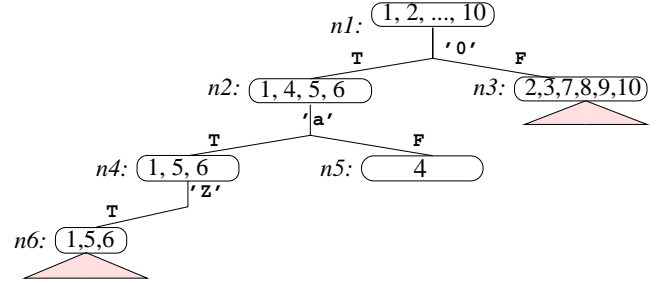 n1: 1, 2, ..., 10
'0'
T F
n2: 1, 4, 5, 6 n3: 2,3,7,8,9,10
'a'
T F
n4: 1, 5, 6 n5: 4
'Z'
T
n6: 1,5,6